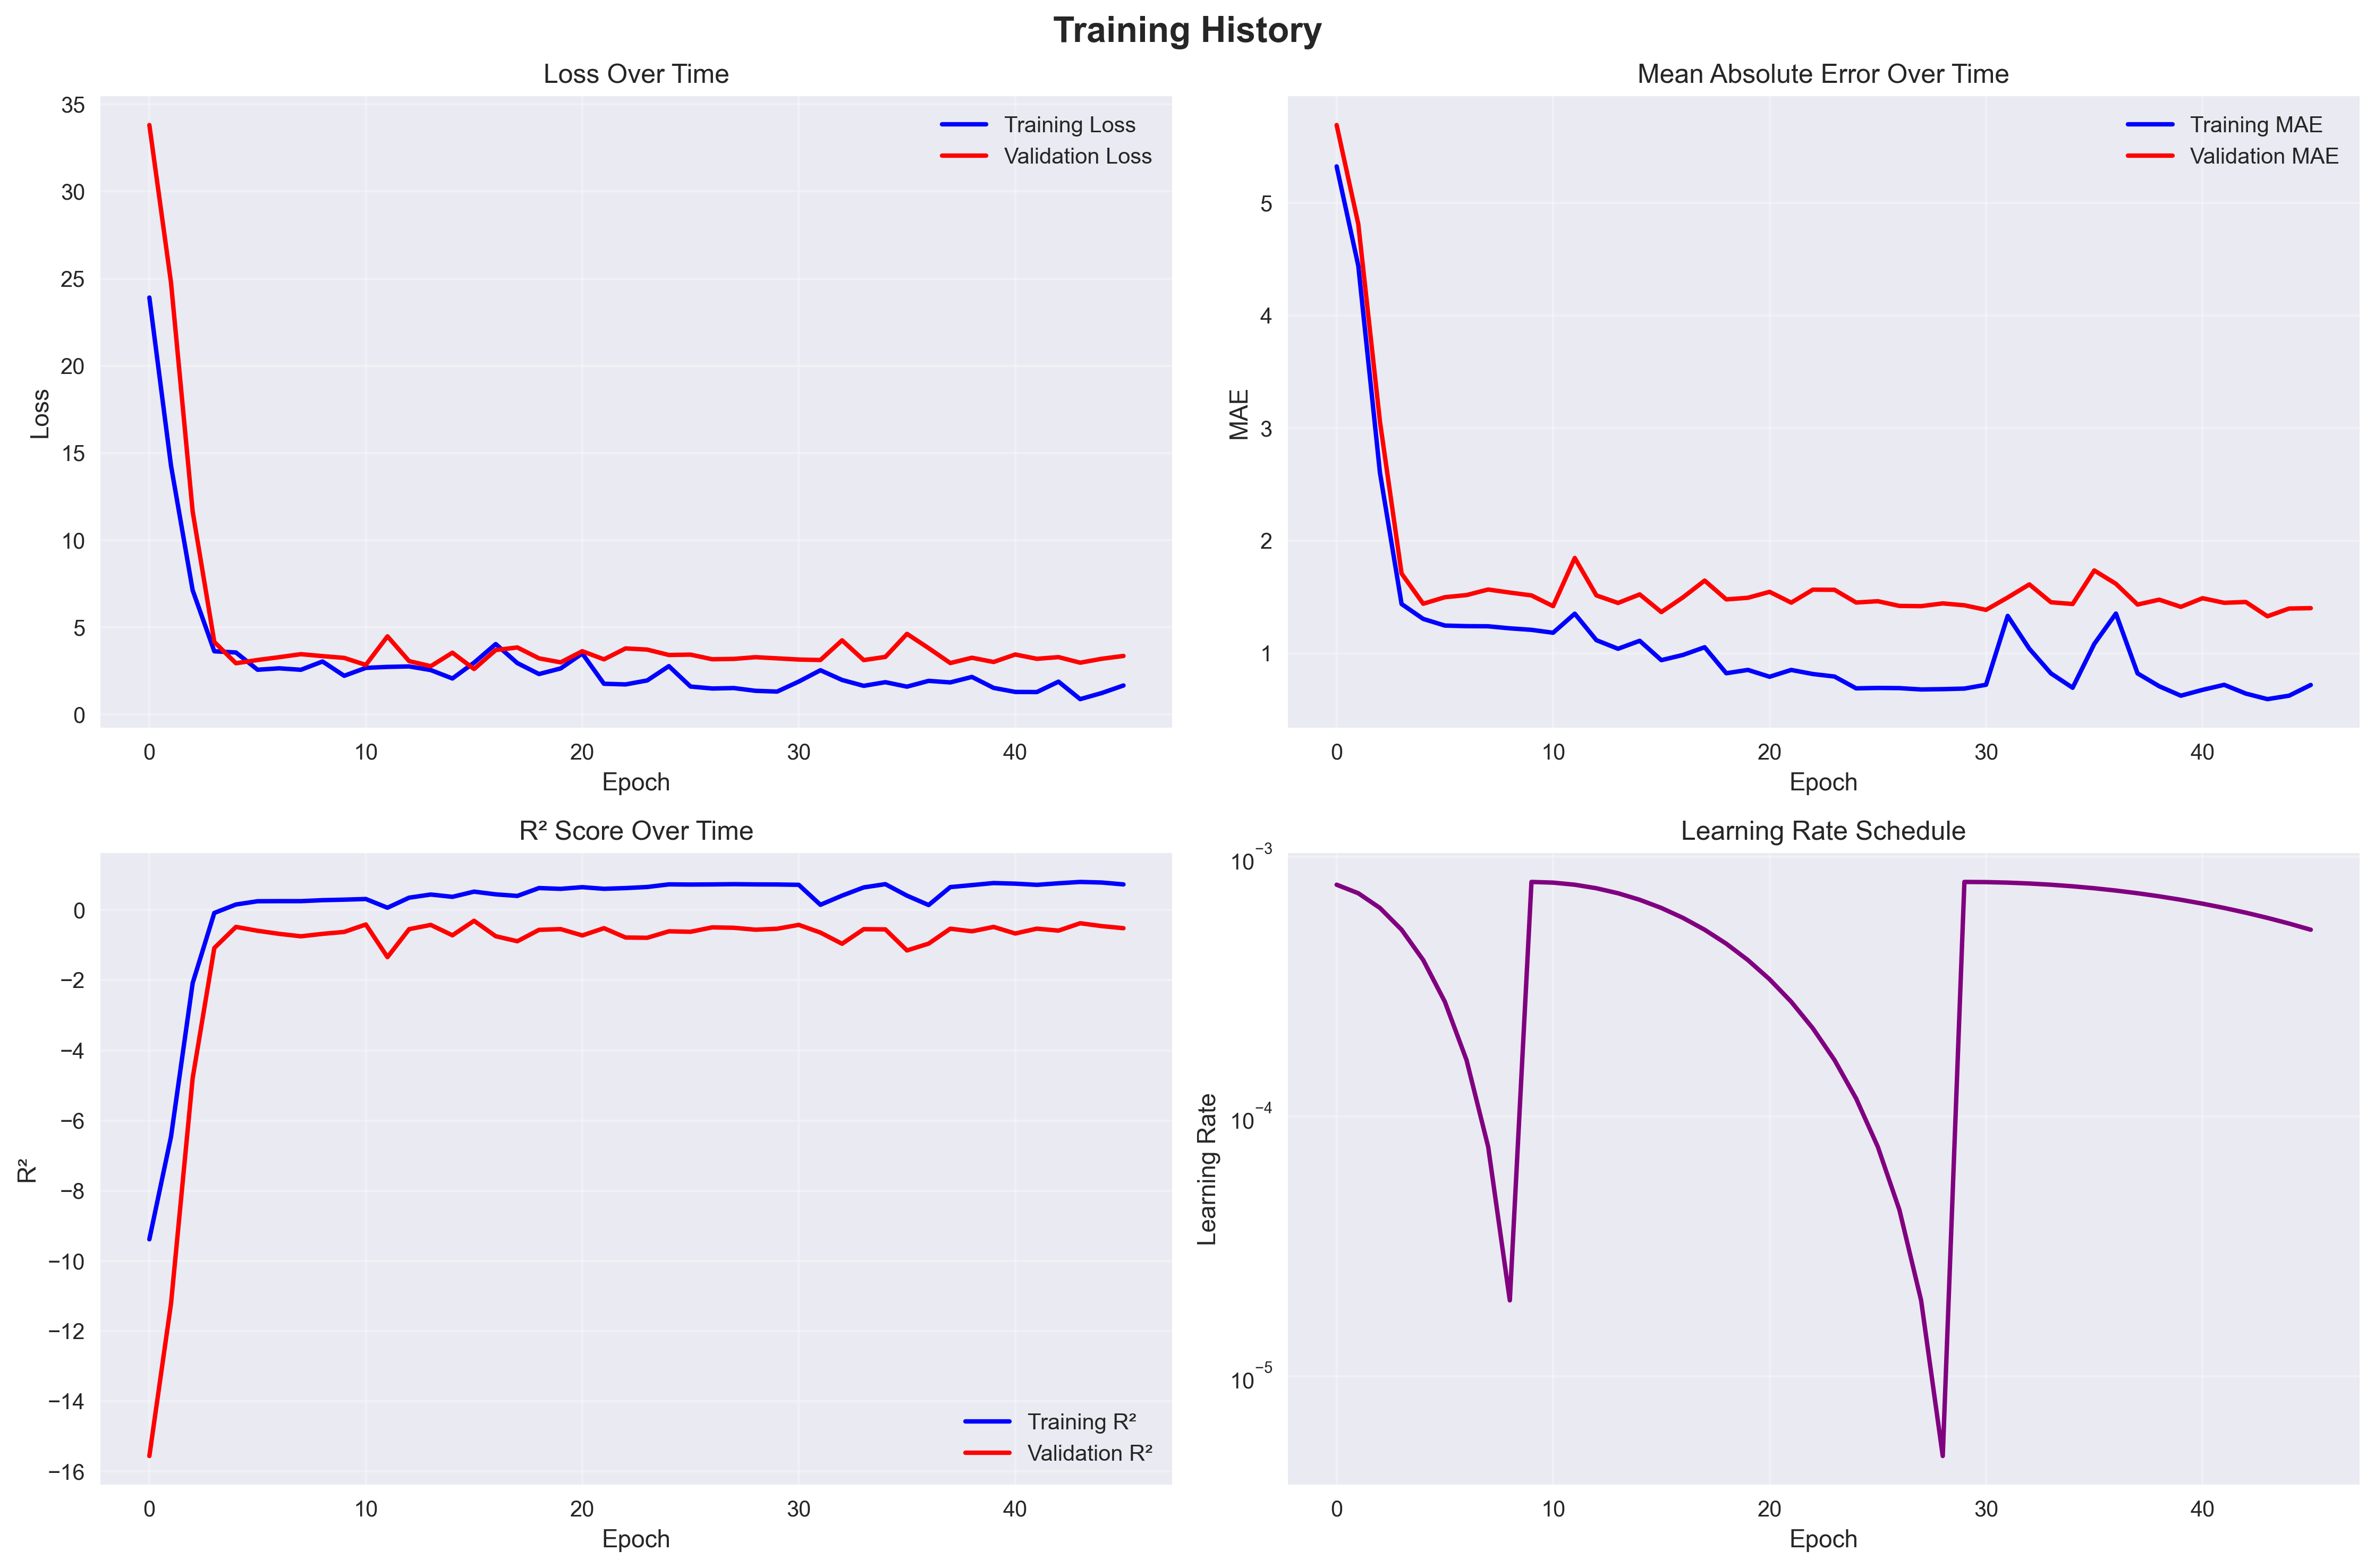 Training History
Loss Over Time
35
30
25
20
15
10
5
0
Loss
0 10 20 30 40
Epoch
Training Loss
Validation Loss
Mean Absolute Error Over Time
5
4
3
2
1
MAE
0 10 20 30 40
Epoch
Training MAE
Validation MAE
R² Score Over Time
0
−2
−4
−6
−8
−10
−12
−14
−16
R²
0 10 20 30 40
Epoch
Training R²
Validation R²
Learning Rate Schedule
10⁻³
10⁻⁴
10⁻⁵
Learning Rate
0 10 20 30 40
Epoch